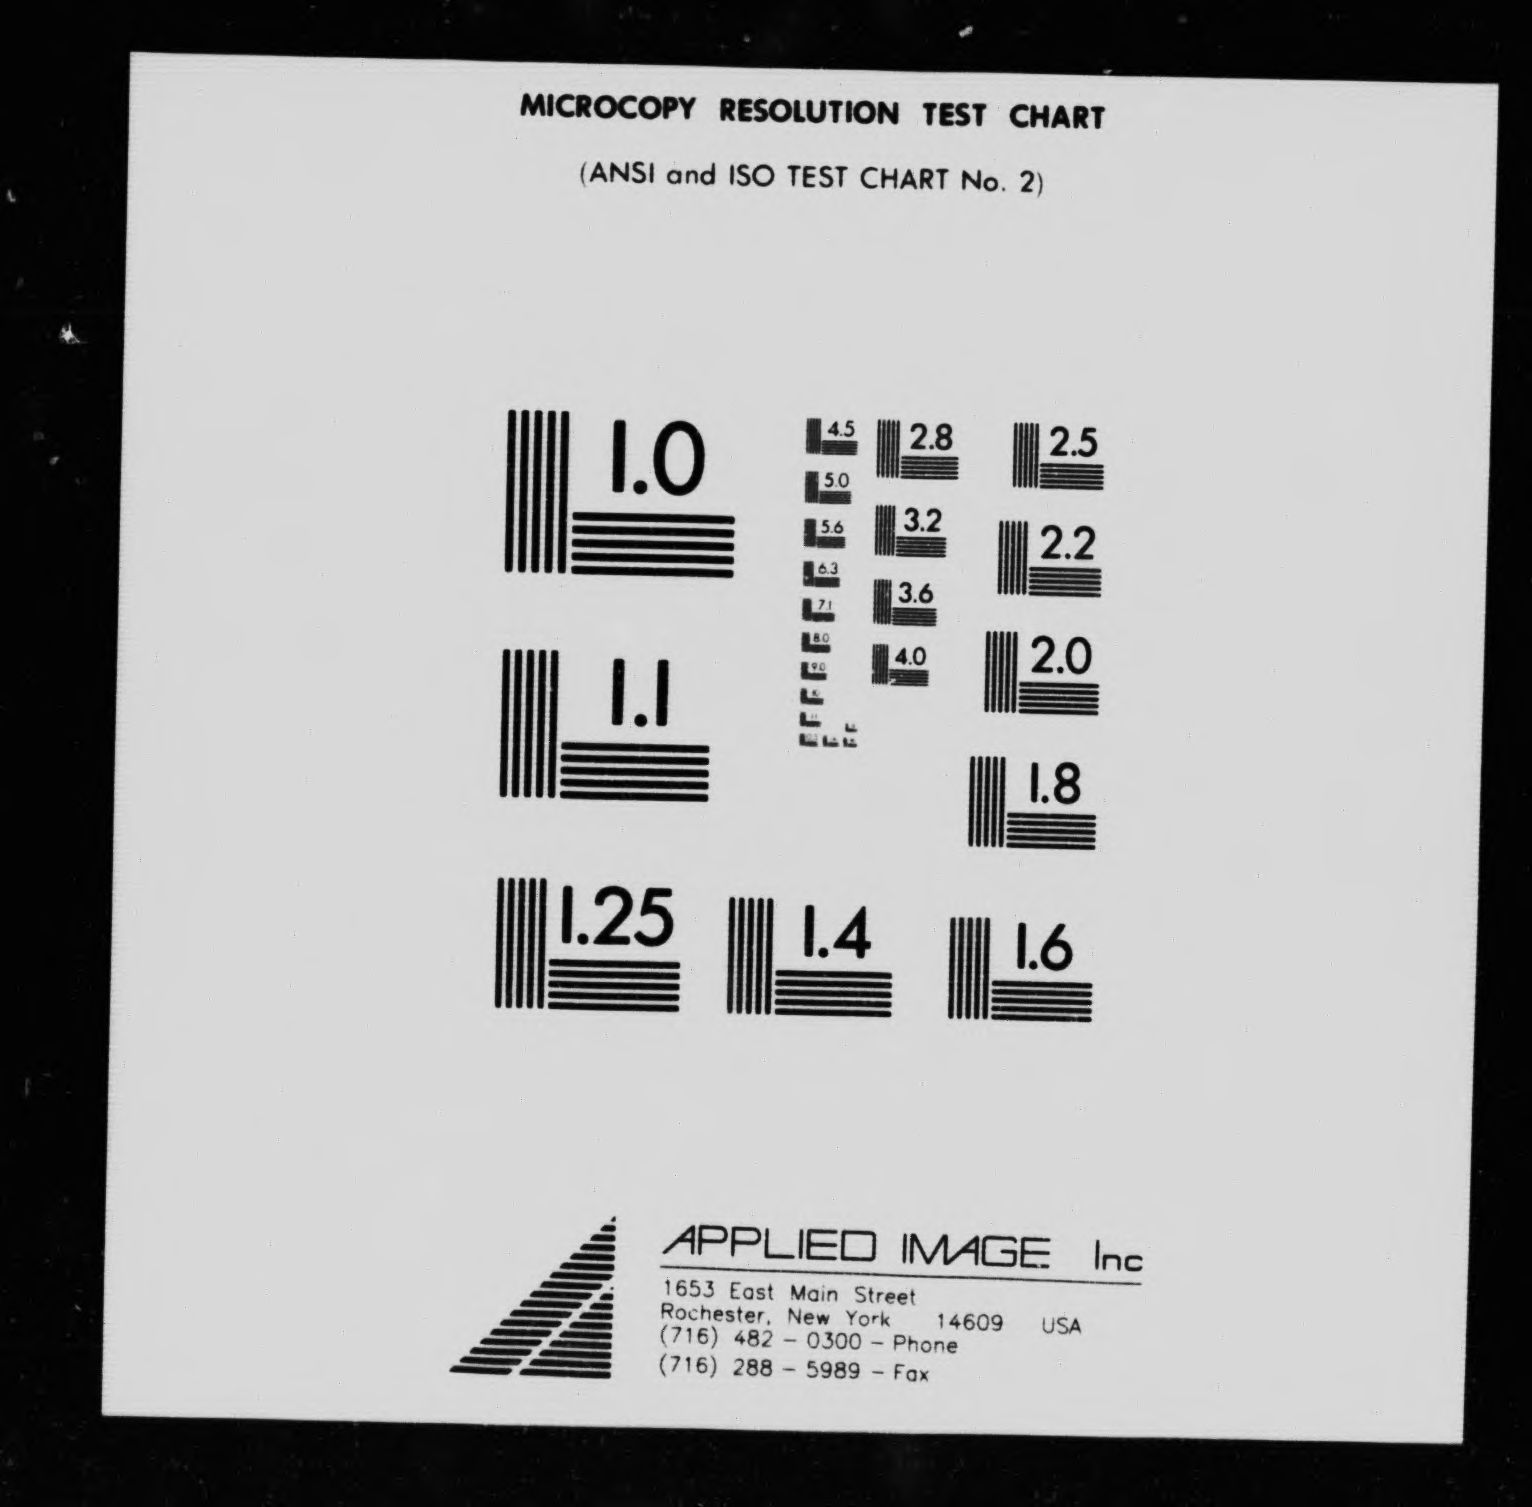 MICROCOPY RESOLUTION TEST CHART
(ANSI and ISO TEST CHART No. 2)
1.0
1.1
1.25
1.4
1.6
1.8
2.0
2.2
2.5
2.8
3.2
3.6
4.0
4.5
5.0
5.6
6.3
7.1
8.0
9.0
APPLIED IMAGE Inc
1653 East Main Street
Rochester, New York 14609 USA
(716) 482 - 0300 - Phone
(716) 288 - 5989 - Fax